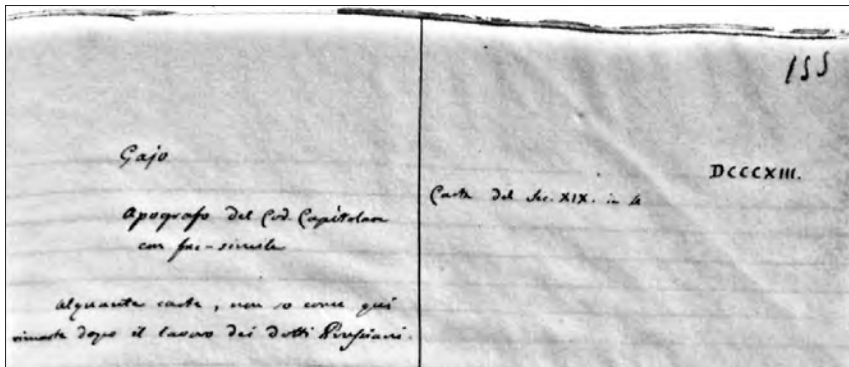 155
Gajo
DCCCXIII.
Apografo del Cod. Capitolare
con fac-simile
Carte del Sec. XIX. in 4
alquante carte, non so come qui
rimaste dopo il lavoro dei dotti Prussiani.